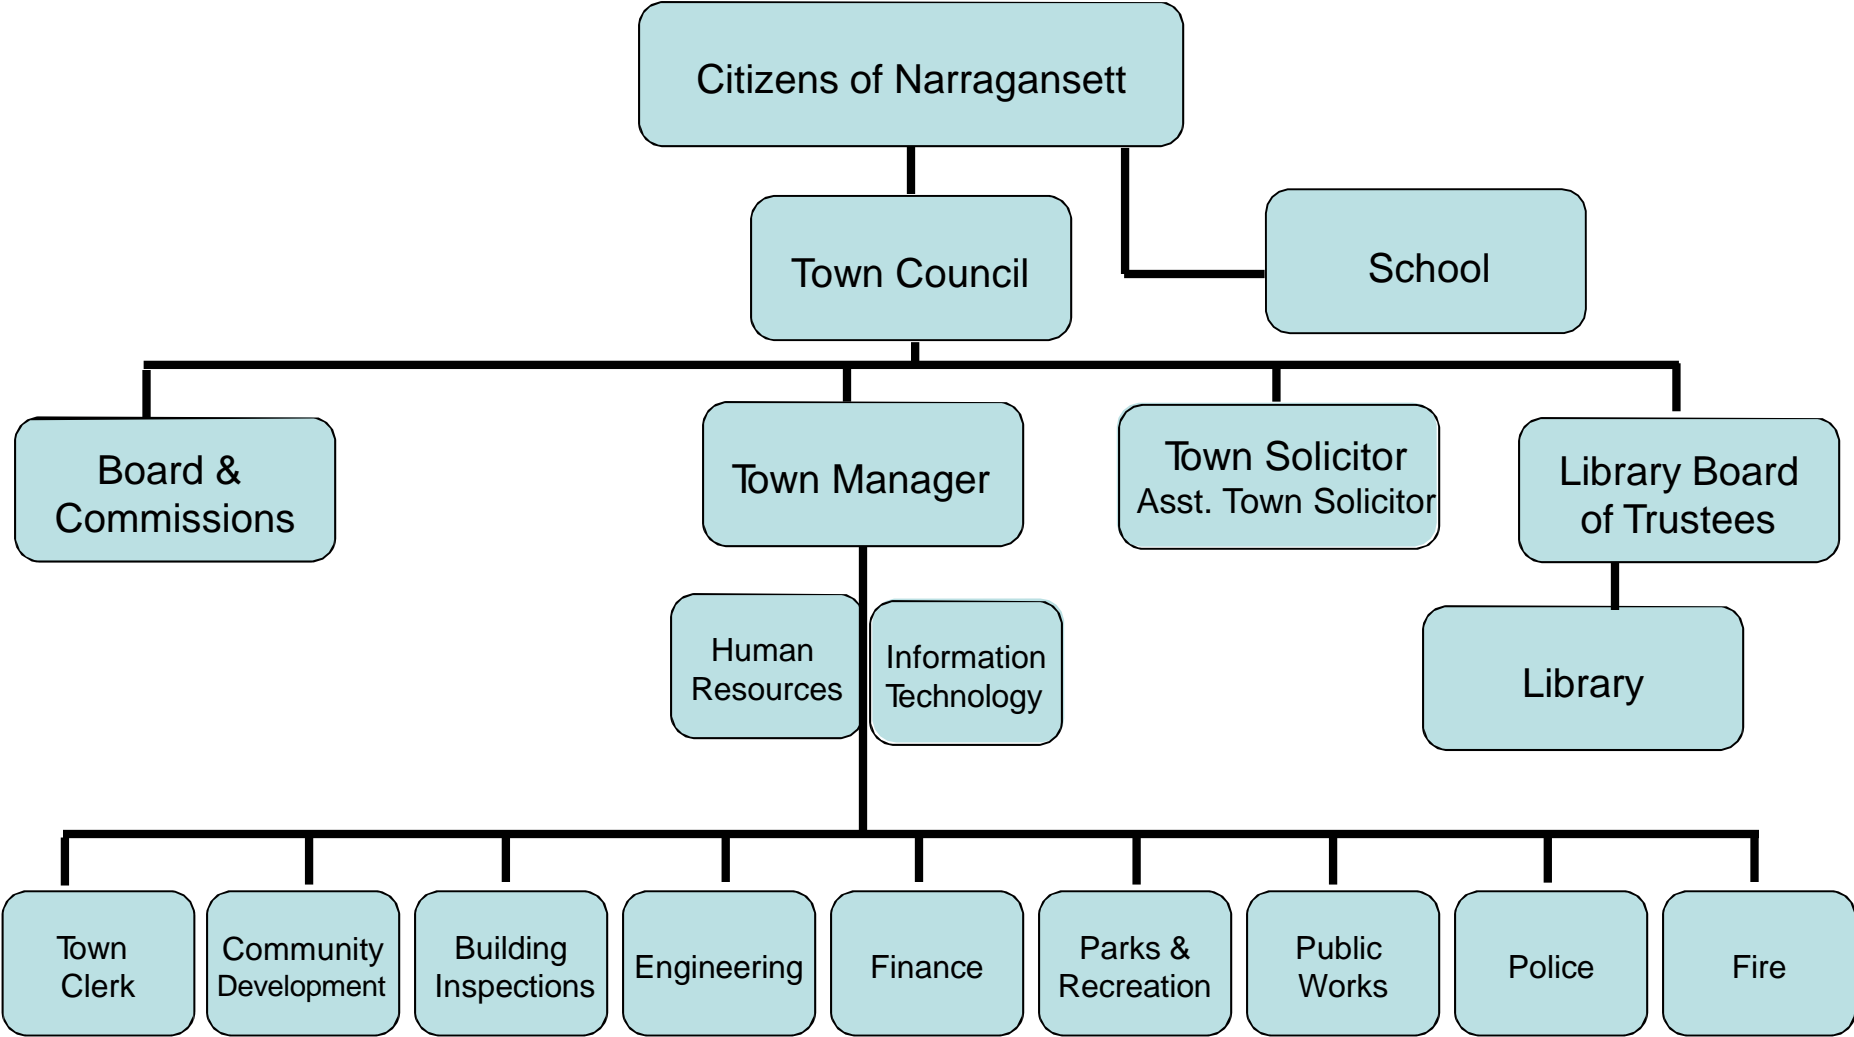 Citizens of Narragansett
Town Council
School
Board &
Commissions
Town Manager
Town Solicitor
Asst. Town Solicitor
Library Board
of Trustees
Human
Resources
Information
Technology
Library
Town
Clerk
Community
Development
Building
Inspections
Engineering
Finance
Parks &
Recreation
Public
Works
Police
Fire